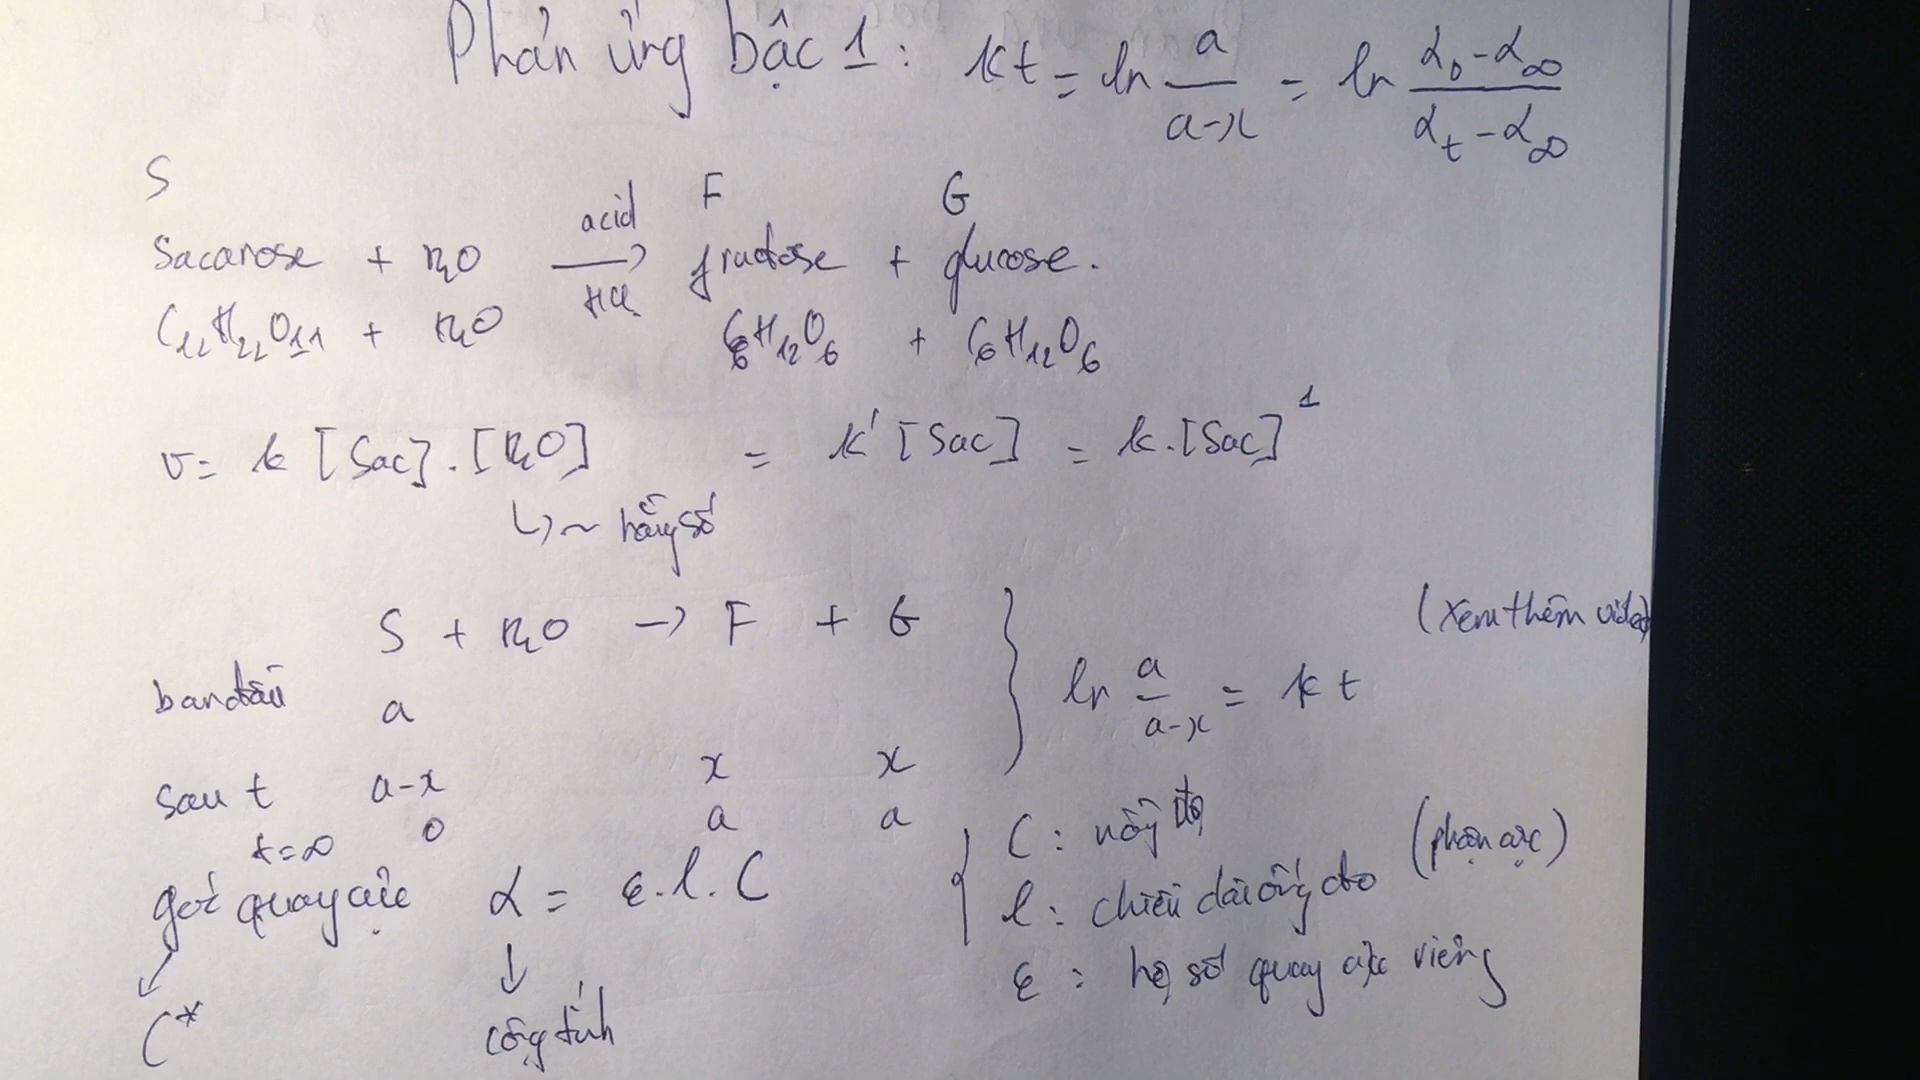 Phản ứng bậc 1: kt = ln a/(a-x) = ln (α₀-α∞)/(αt-α∞)
S F G
Sacarose + H₂O acid → HCl fructose + glucose.
C₁₂H₂₂O₁₁ + H₂O C₆H₁₂O₆ + C₆H₁₂O₆
v = k [Sac].[H₂O] = k' [Sac] = k.[Sac]¹
↳ ~ hằng số
S + H₂O → F + G } (xem thêm video)
ban đầu a ln a/(a-x) = kt
sau t a-x x x
t=∞ 0 a a
góc quay cực α = ε.l.C { C: nồng độ
l: chiều dài ống đo (phân cực)
ε: hệ số quay cực riêng
↓ C* ↓ cộng tính